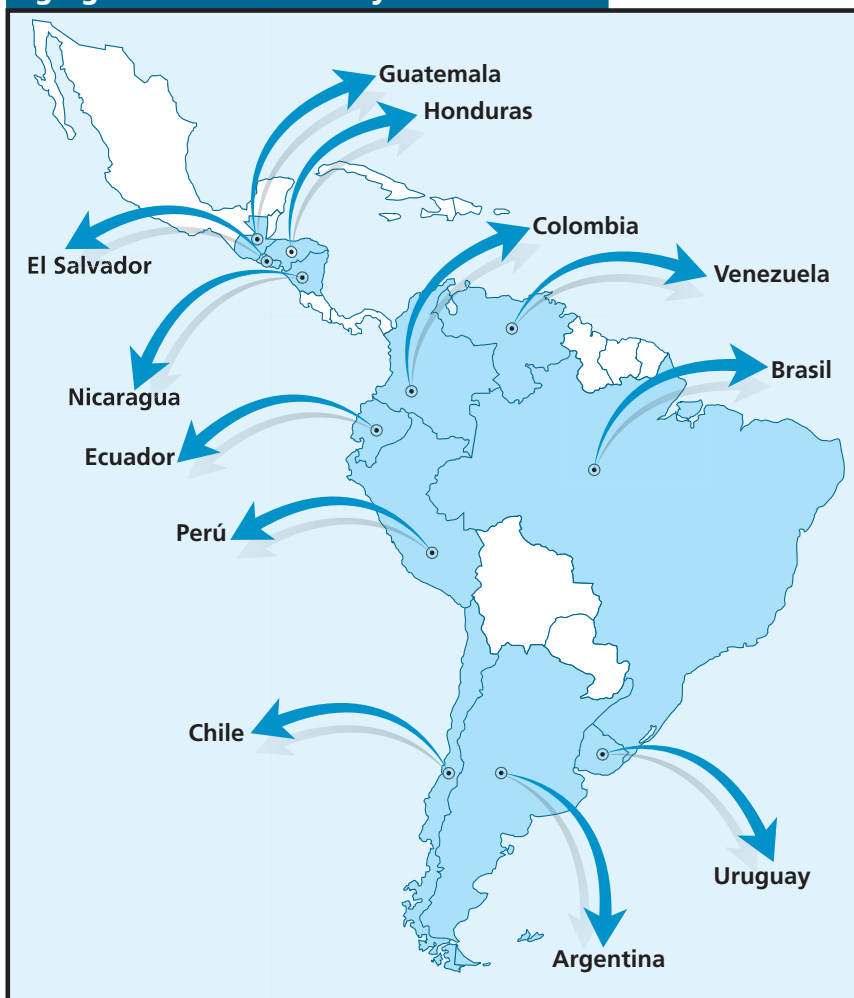 Guatemala
Honduras
Colombia
El Salvador
Venezuela
Brasil
Nicaragua
Ecuador
Perú
Chile
Uruguay
Argentina